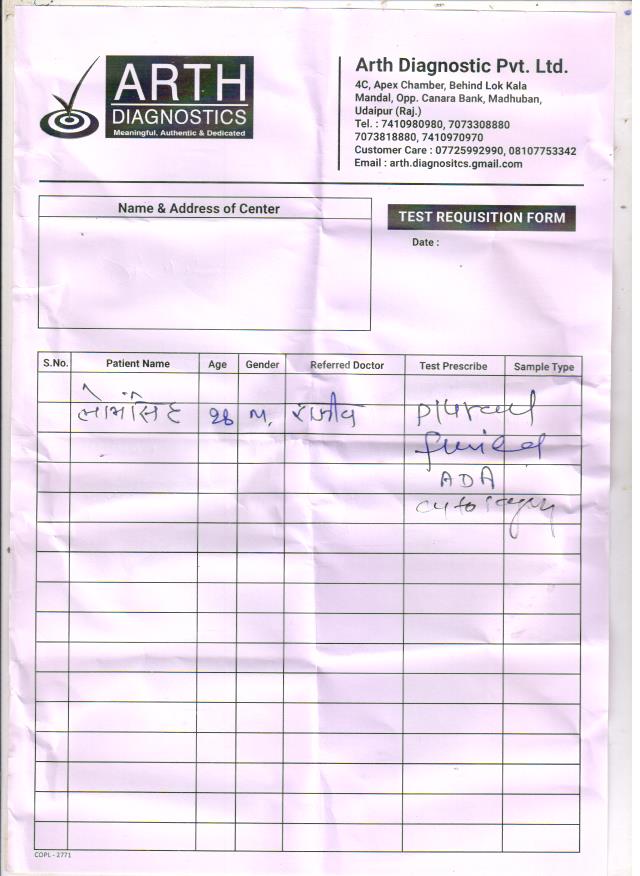 ARTH
DIAGNOSTICS
Meaningful, Authentic & Dedicated
Arth Diagnostic Pvt. Ltd.
4C, Apex Chamber, Behind Lok Kala
Mandal, Opp. Canara Bank, Madhuban,
Udaipur (Raj.)
Tel. : 7410980980, 7073308880
7073818880, 7410970970
Customer Care : 07725992990, 08107753342
Email : arth.diagnositcs.gmail.com
Name & Address of Center
TEST REQUISITION FORM
Date :
S.No. Patient Name Age Gender Referred Doctor Test Prescribe Sample Type
M.
ADA
cytology
COPL - 2771